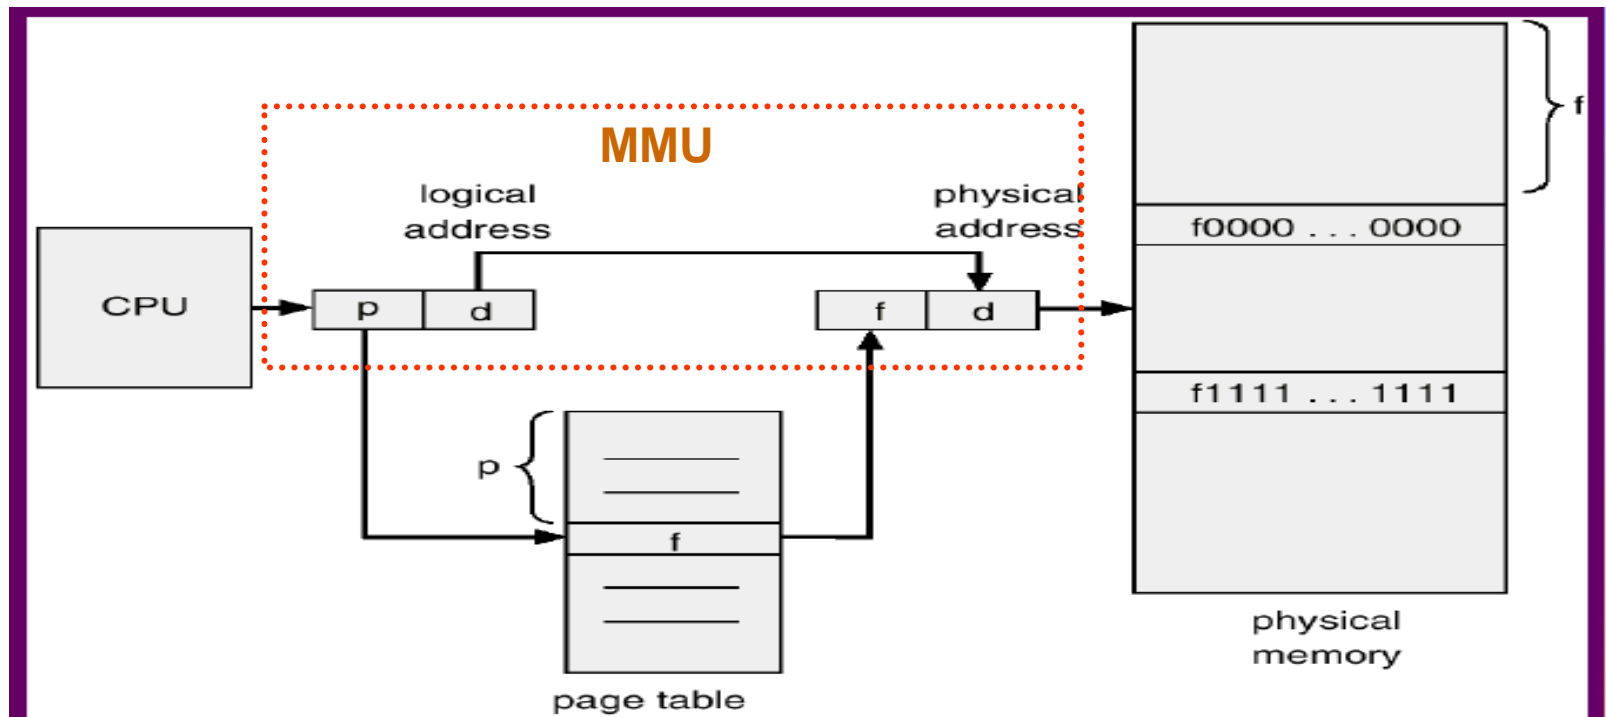 MMU
logical
address
physical
address
CPU
p
d
f
d
f
f0000 ... 0000
f1111 ... 1111
p
f
page table
physical
memory